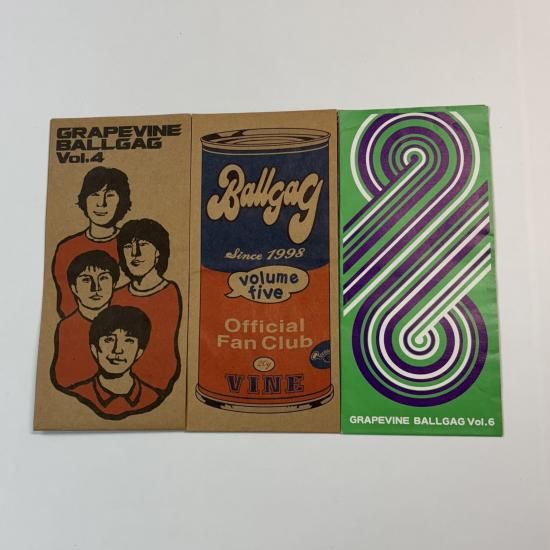 GRAPEVINE
BALLGAG
Vol.4
Ballgag
Since 1998
volume
five
Official
Fan Club
VINE
GRAPEVINE BALLGAG Vol.6